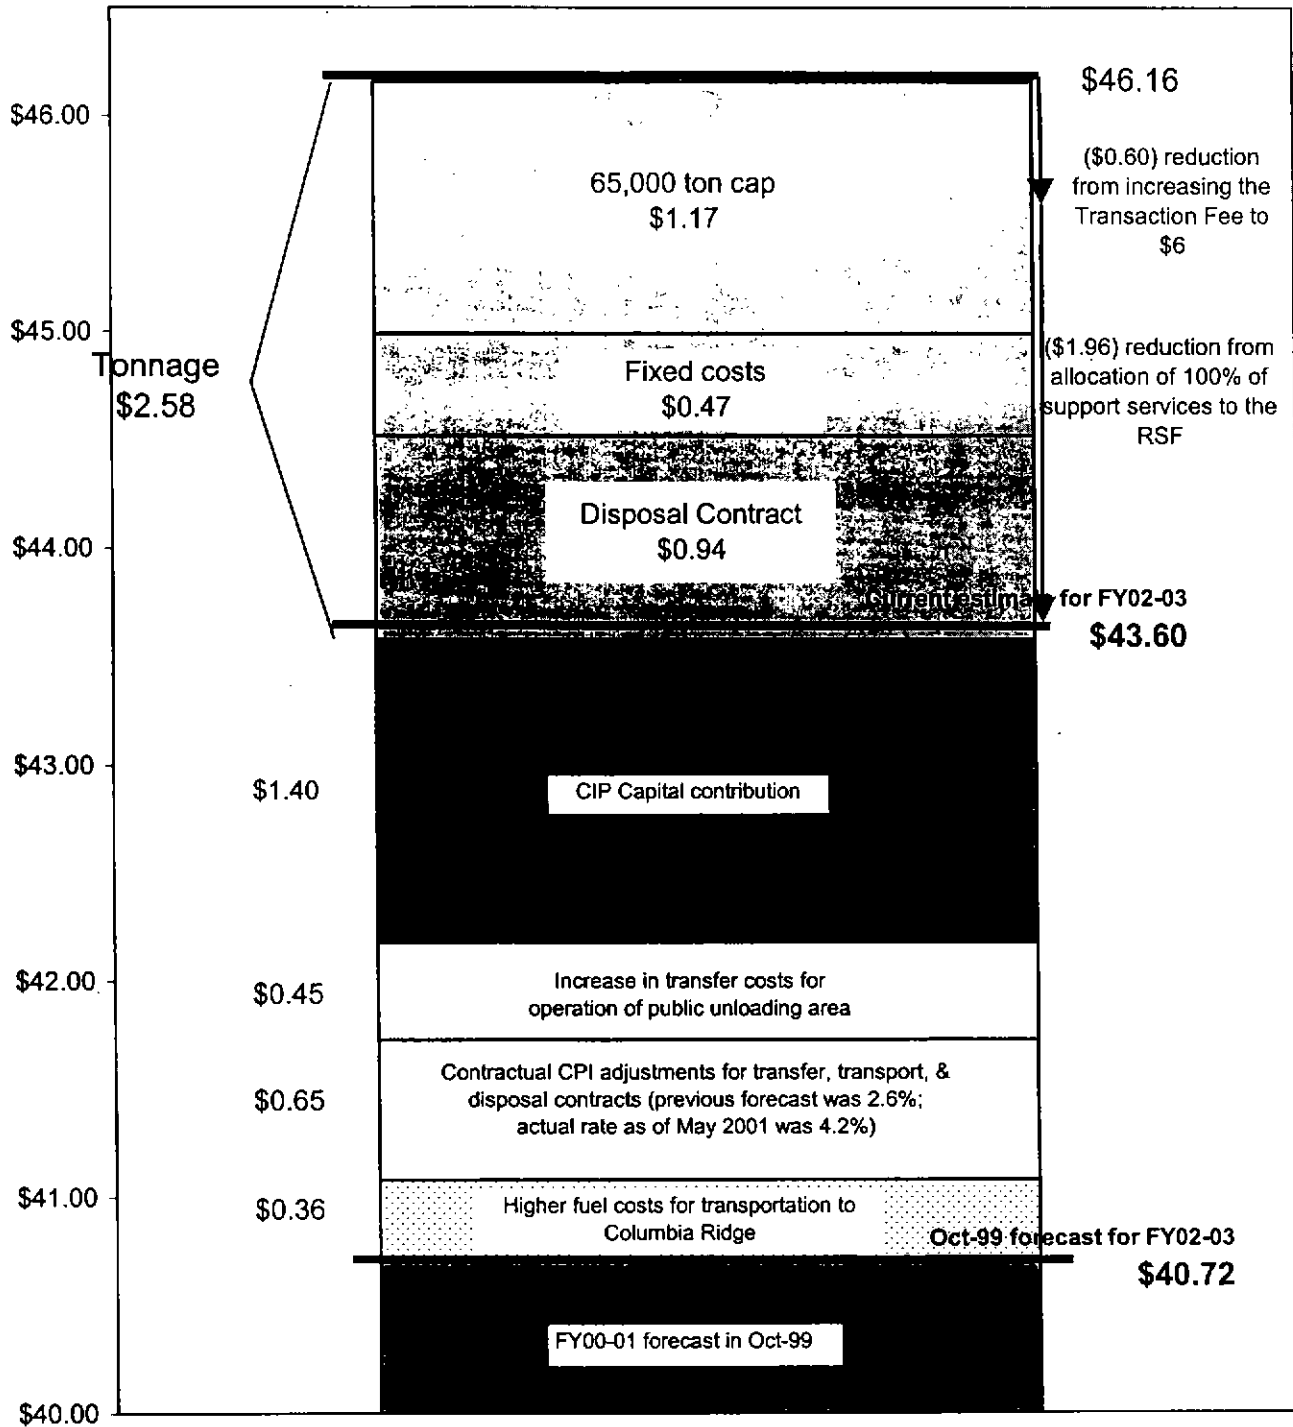 $46.16
$46.00
65,000 ton cap
$1.17
($0.60) reduction
from increasing the
Transaction Fee to
$6
$45.00
Tonnage
$2.58
Fixed costs
$0.47
($1.96) reduction from
allocation of 100% of
support services to the
RSF
Disposal Contract
$0.94
$44.00
Current estimate for FY02-03
$43.60
$43.00
$1.40
CIP Capital contribution
$42.00
$0.45
Increase in transfer costs for
operation of public unloading area
$0.65
Contractual CPI adjustments for transfer, transport, &
disposal contracts (previous forecast was 2.6%;
actual rate as of May 2001 was 4.2%)
$41.00
$0.36
Higher fuel costs for transportation to
Columbia Ridge
Oct-99 forecast for FY02-03
$40.72
FY00-01 forecast in Oct-99
$40.00